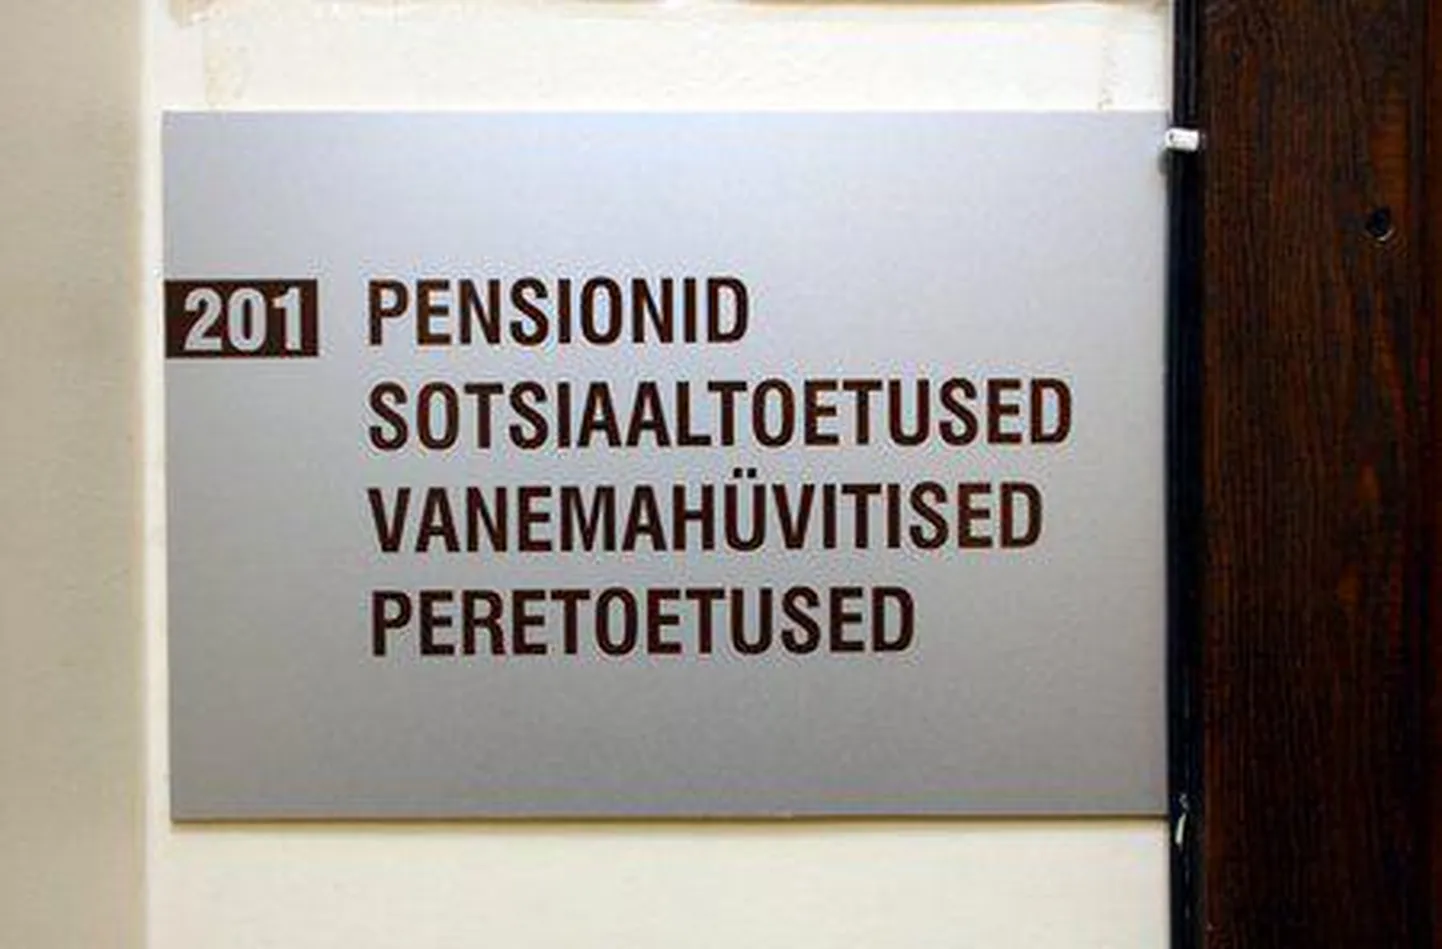 201 PENSIONID
SOTSIAALTOETUSED
VANEMAHÜVITISED
PERETOETUSED